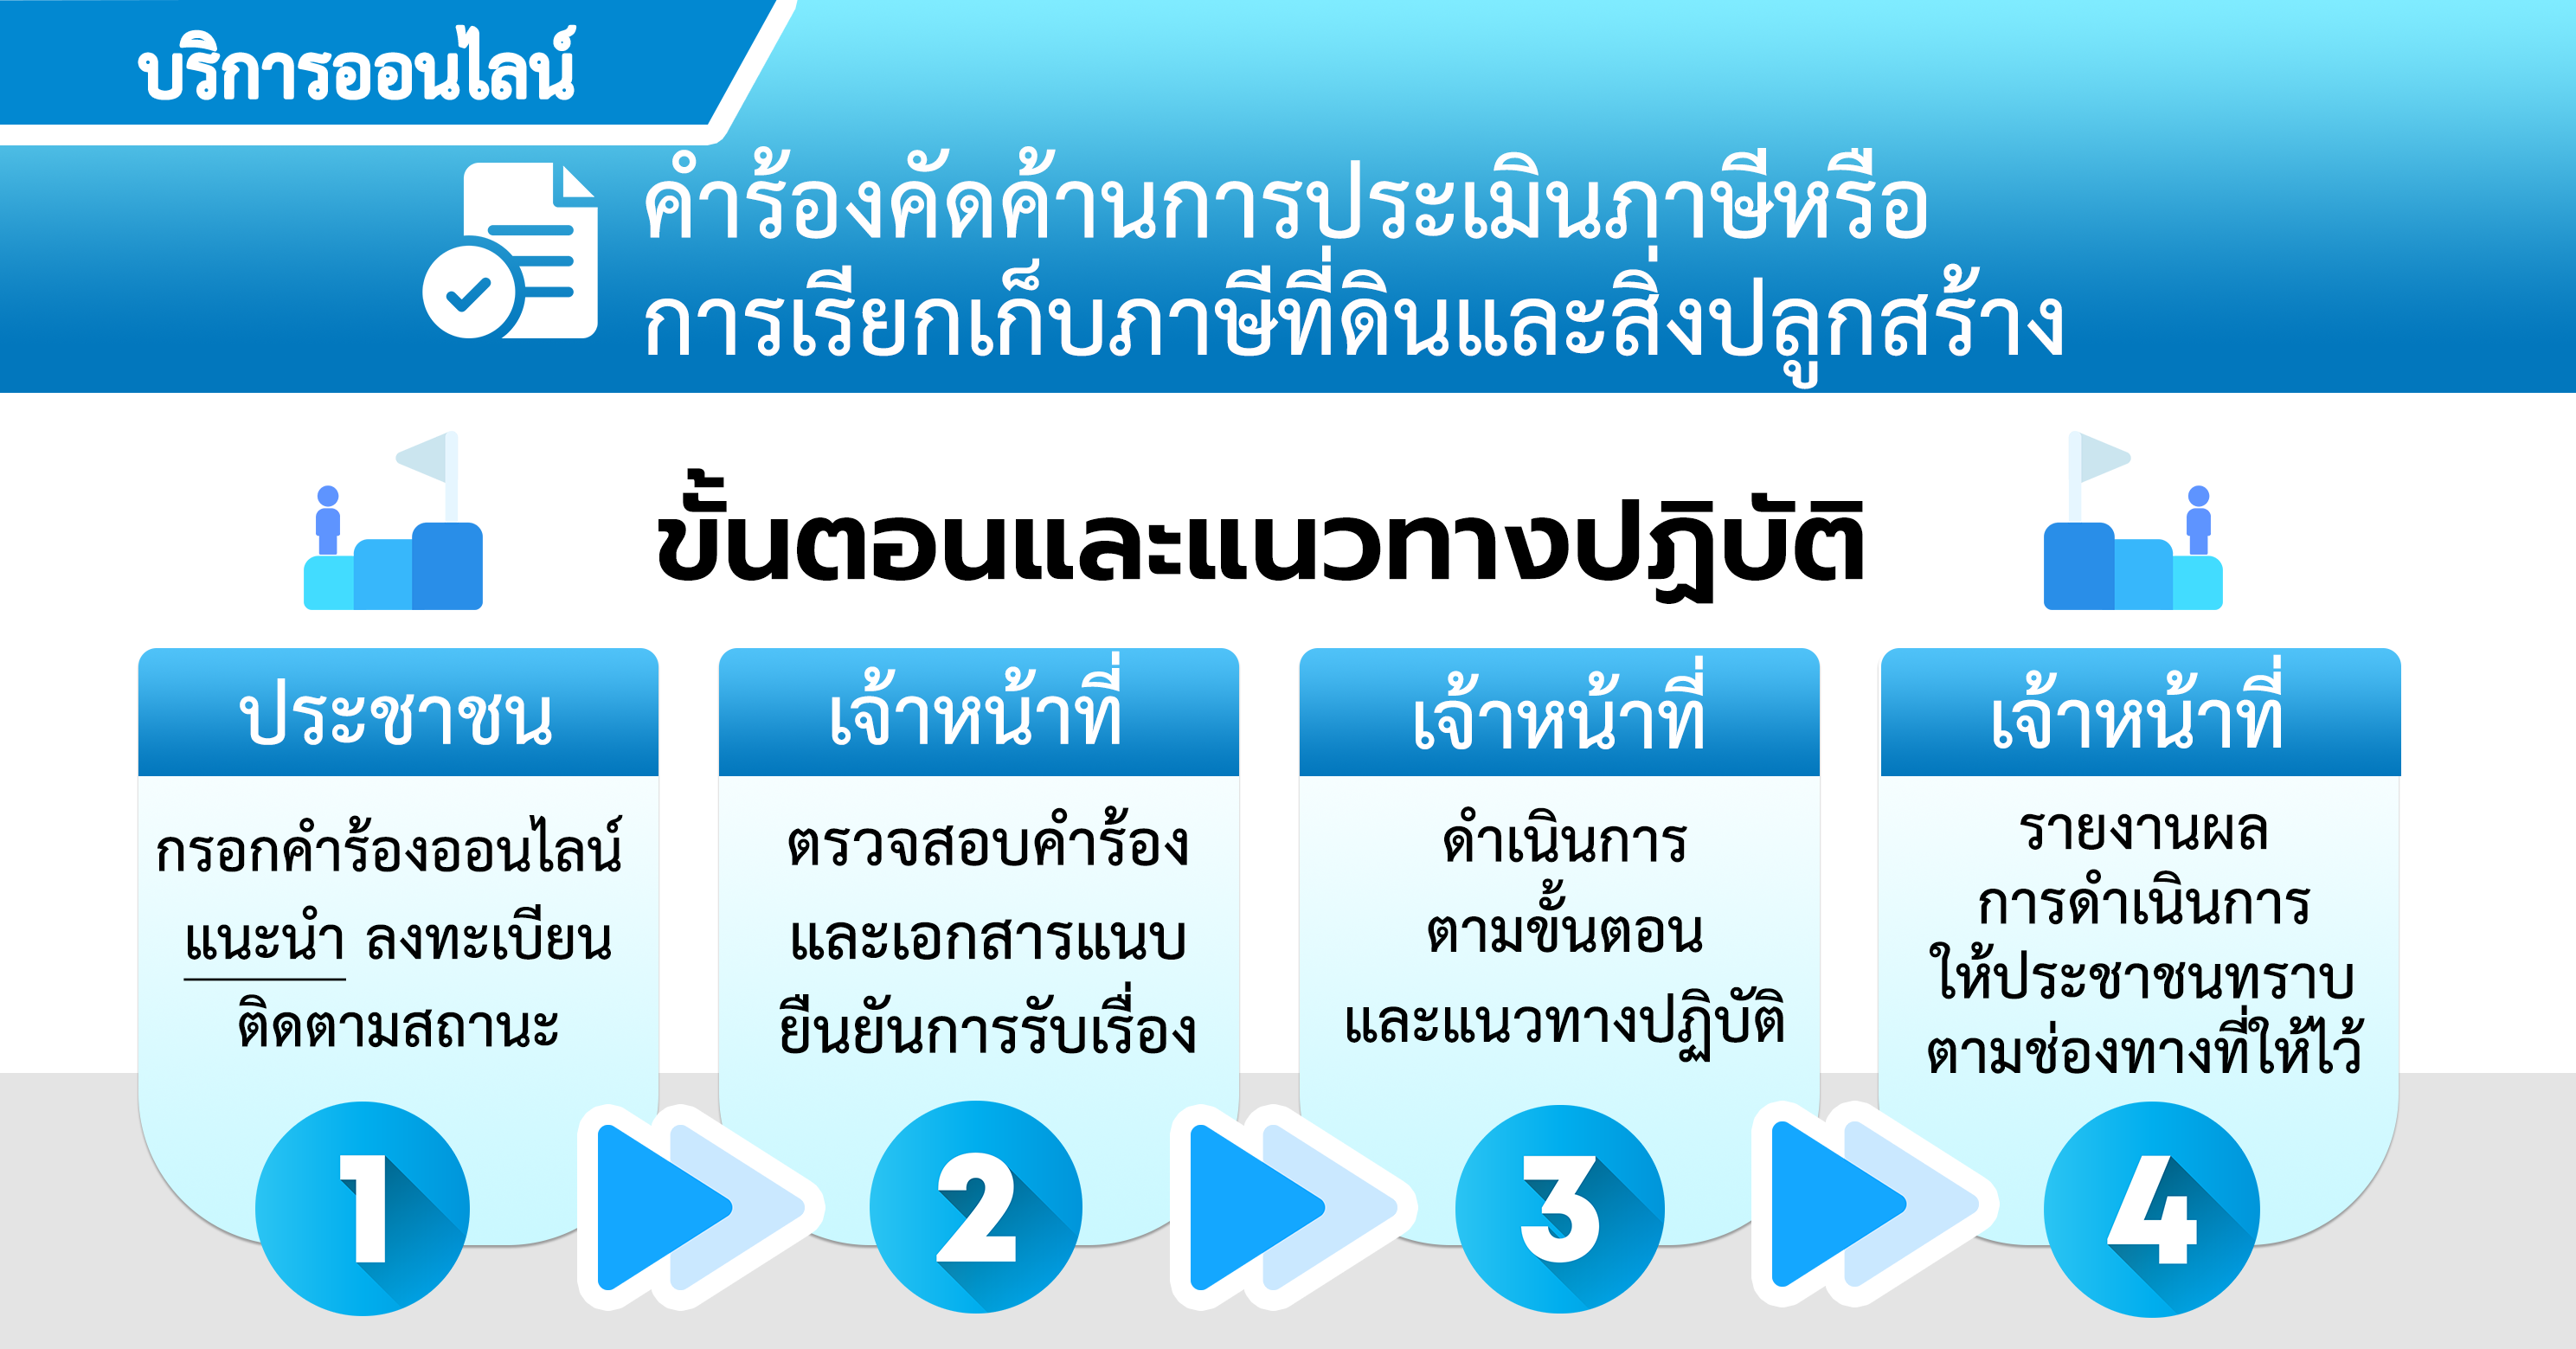 บริการออนไลน์
คำร้องคัดค้านการประเมินภาษีหรือ
การเรียกเก็บภาษีที่ดินและสิ่งปลูกสร้าง
ขั้นตอนและแนวทางปฏิบัติ
ประชาชน
กรอกคำร้องออนไลน์
แนะนำ ลงทะเบียน
ติดตามสถานะ
1
เจ้าหน้าที่
ตรวจสอบคำร้อง
และเอกสารแนบ
ยืนยันการรับเรื่อง
2
เจ้าหน้าที่
ดำเนินการ
ตามขั้นตอน
และแนวทางปฏิบัติ
3
เจ้าหน้าที่
รายงานผล
การดำเนินการ
ให้ประชาชนทราบ
ตามช่องทางที่ให้ไว้
4